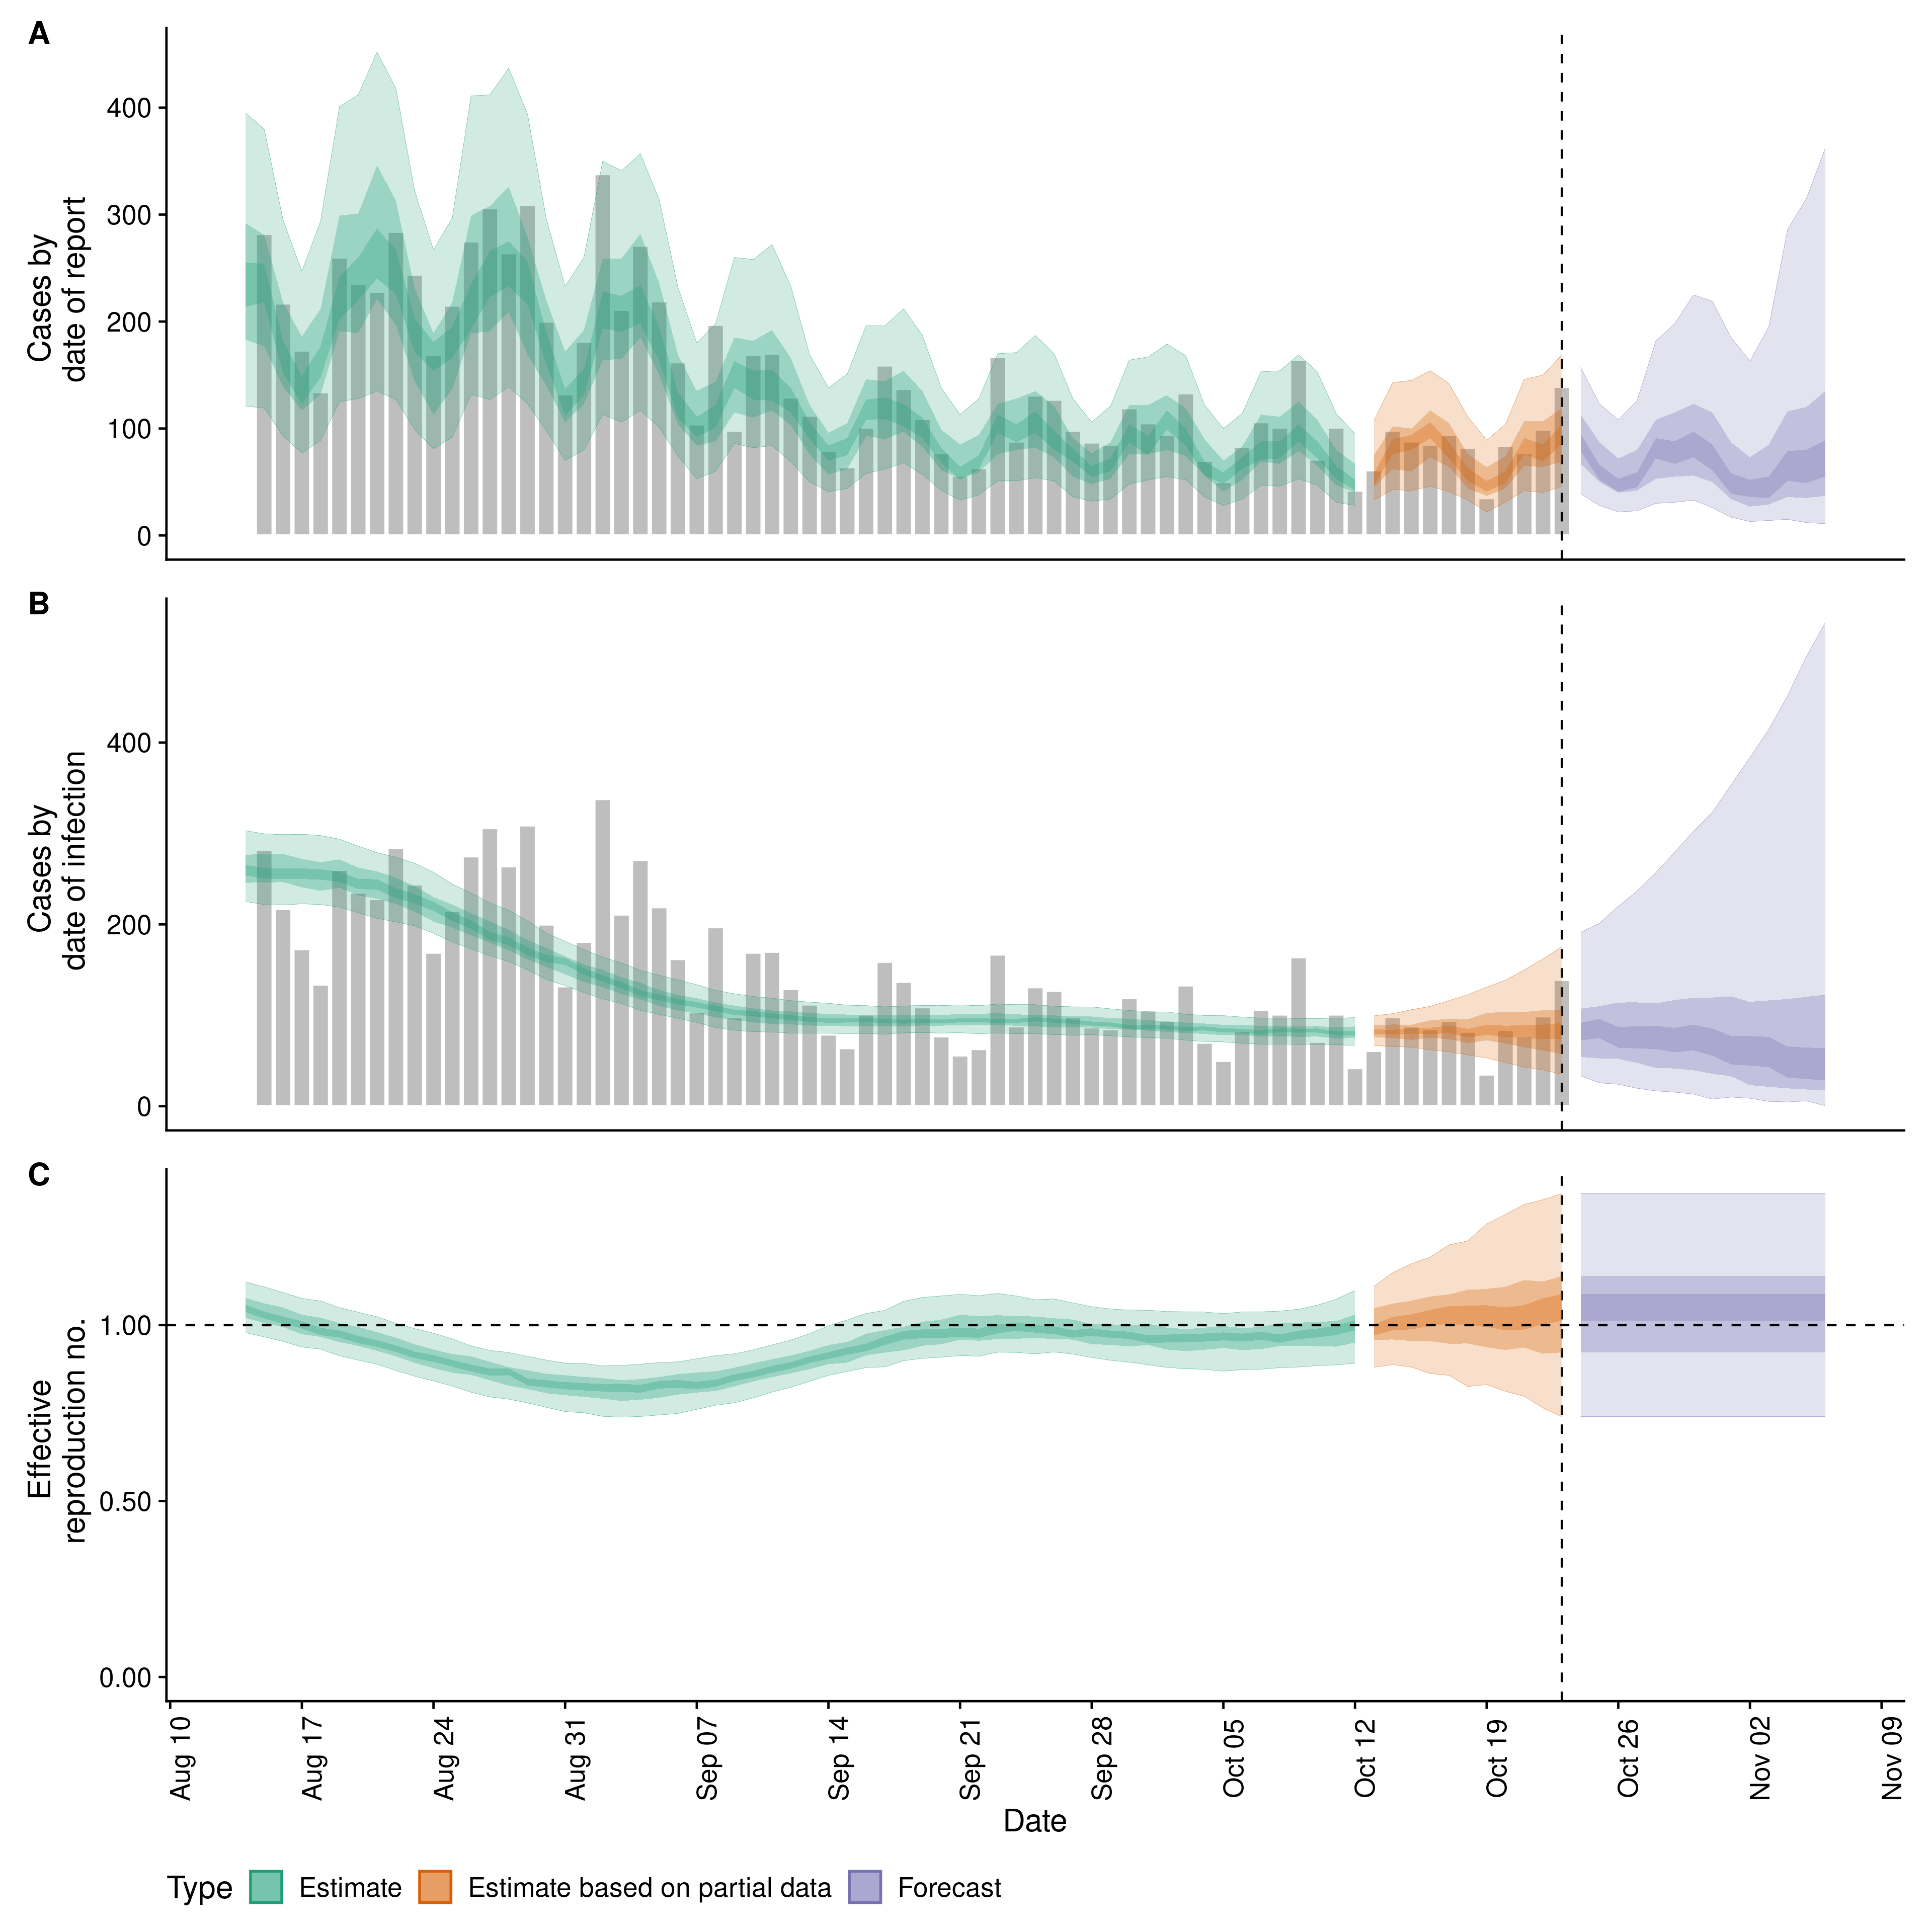 A
Cases by
date of report
400
300
200
100
0
B
Cases by
date of infection
400
200
0
C
Effective
reproduction no.
1.00
0.50
0.00
Aug 10
Aug 17
Aug 24
Aug 31
Sep 07
Sep 14
Sep 21
Sep 28
Oct 05
Oct 12
Oct 19
Oct 26
Nov 02
Nov 09
Date
Type Estimate Estimate based on partial data Forecast